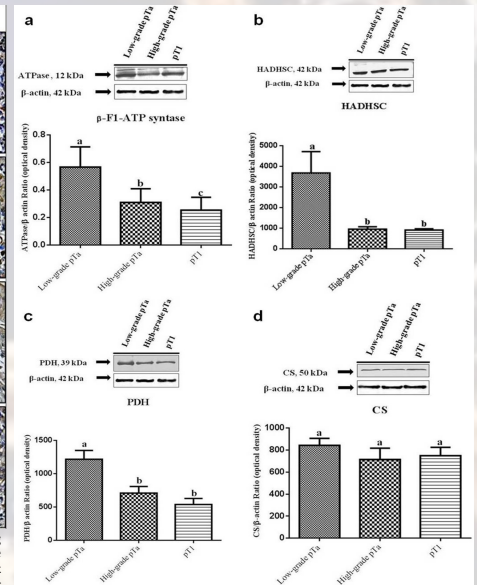 a
Low-grade pTa
High-grade pTa
pT1
ATPase, 12 kDa
β-actin, 42 kDa
β-F1-ATP syntase
ATPase/β actin Ratio (optical density)
0.8
0.6
0.4
0.2
0.0
a
b
c
Low-grade pTa
High-grade pTa
pT1
b
Low-grade pTa
High-grade pTa
pT1
HADHSC, 42 kDa
β-actin, 42 kDa
HADHSC
HADHSC/β actin Ratio (optical density)
5000
4000
3000
2000
1000
0
a
b
b
Low-grade pTa
High-grade pTa
pT1
c
Low-grade pTa
High-grade pTa
pT1
PDH, 39 kDa
β-actin, 42 kDa
PDH
PDH/β actin Ratio (optical density)
1500
1000
500
0
a
b
b
Low-grade pTa
High-grade pTa
pT1
d
Low-grade pTa
High-grade pTa
pT1
CS, 50 kDa
β-actin, 42 kDa
CS
CS/β-actin Ratio (optical density)
1000
800
600
400
200
0
a
a
a
Low-grade pTa
High-grade pTa
pT1